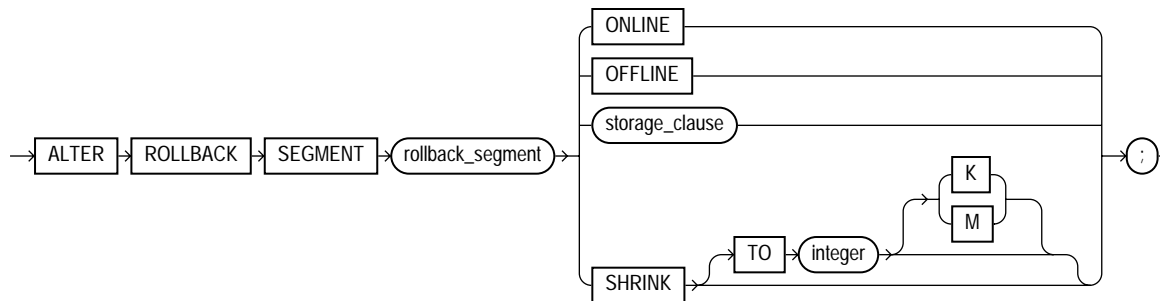 ONLINE
OFFLINE
storage_clause
ALTER ROLLBACK SEGMENT rollback_segment ;
K
M
TO integer
SHRINK